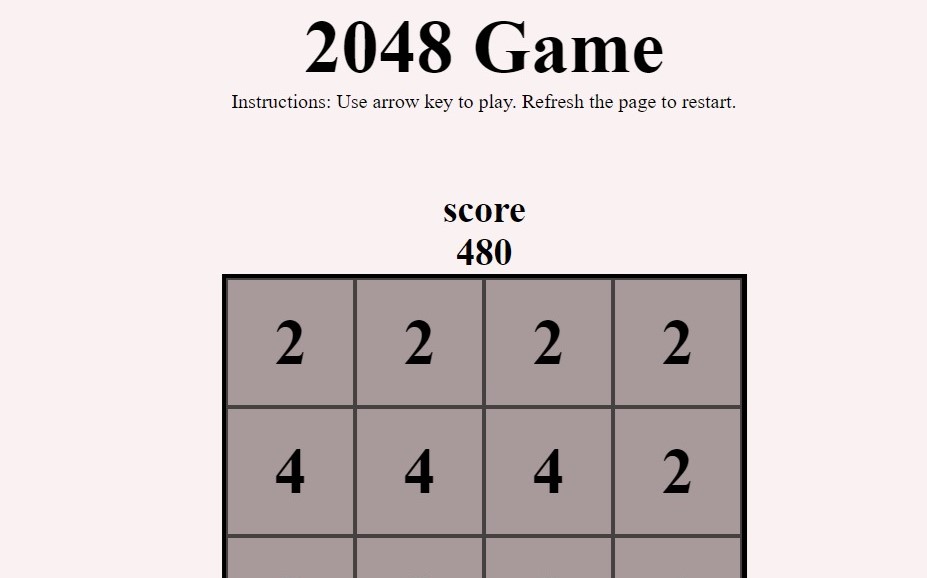 2048 Game
Instructions: Use arrow key to play. Refresh the page to restart.
score
480
2 2 2 2
4 4 4 2